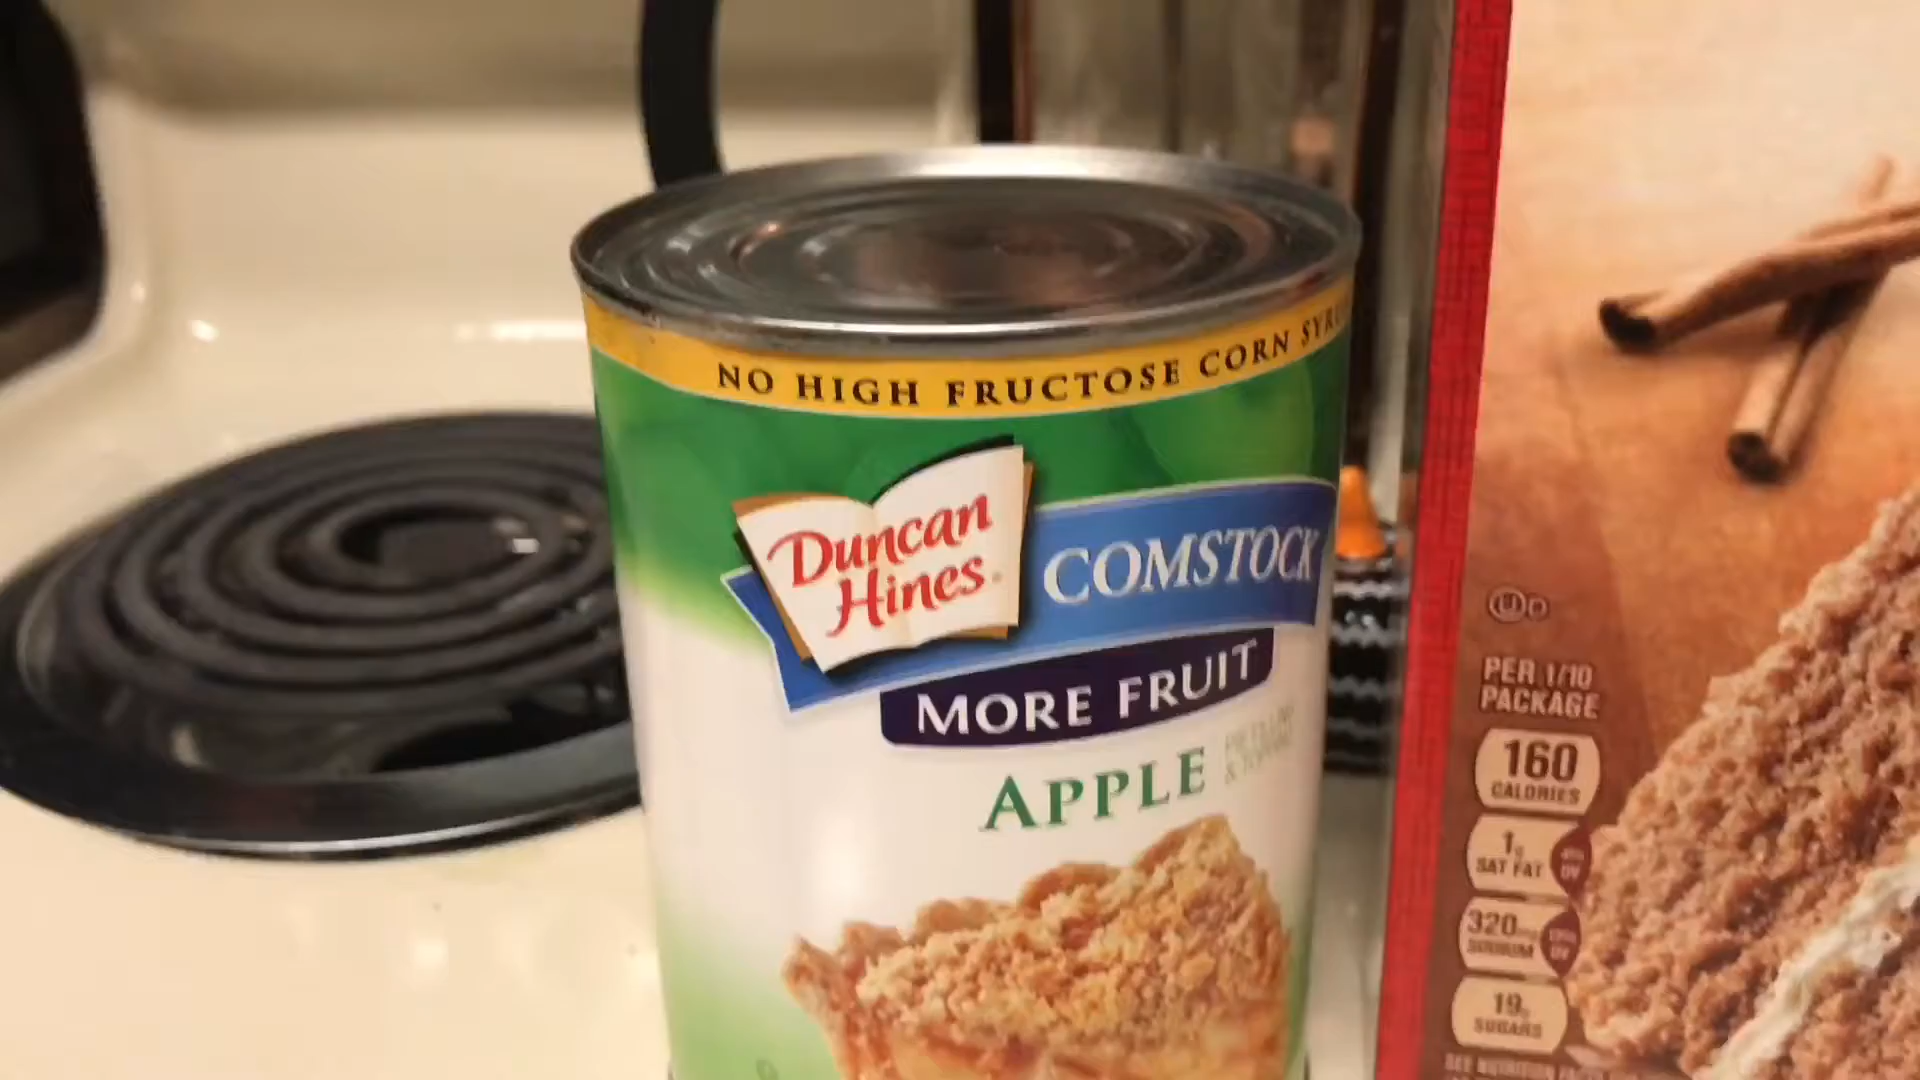 NO HIGH FRUCTOSE CORN
Duncan
Hines
COMSTOCK
MORE FRUIT
APPLE
PER 1/10
PACKAGE
160
CALORIES
1g
SAT FAT
320mg
SODIUM
19g
SUGARS